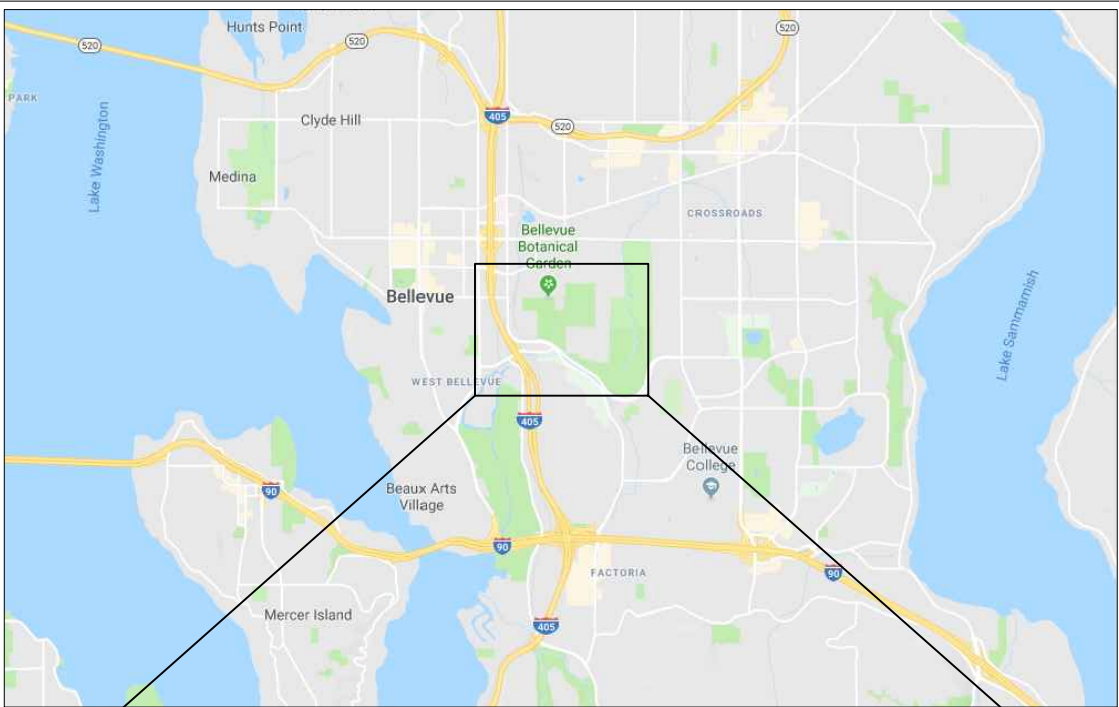 Hunts Point
520
520
520
PARK
405
Clyde Hill
520
Lake Washington
Medina
CROSSROADS
Bellevue
Botanical
Garden
Bellevue
Lake Sammamish
WEST BELLEVUE
405
Bellevue
College
90
Beaux Arts
Village
90
FACTORIA
90
Mercer Island
405